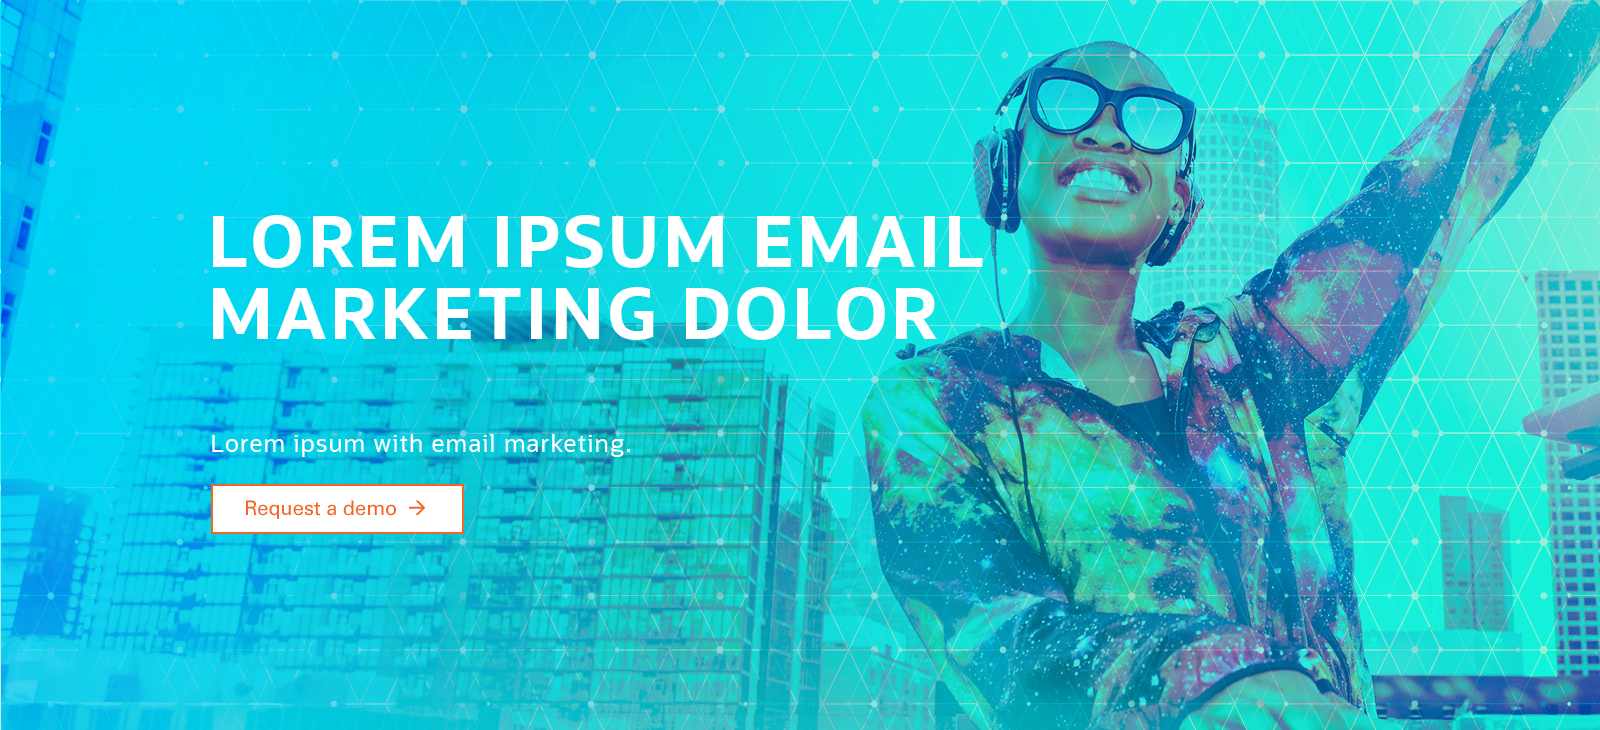 LOREM IPSUM EMAIL
MARKETING DOLOR
Lorem ipsum with email marketing.
Request a demo →